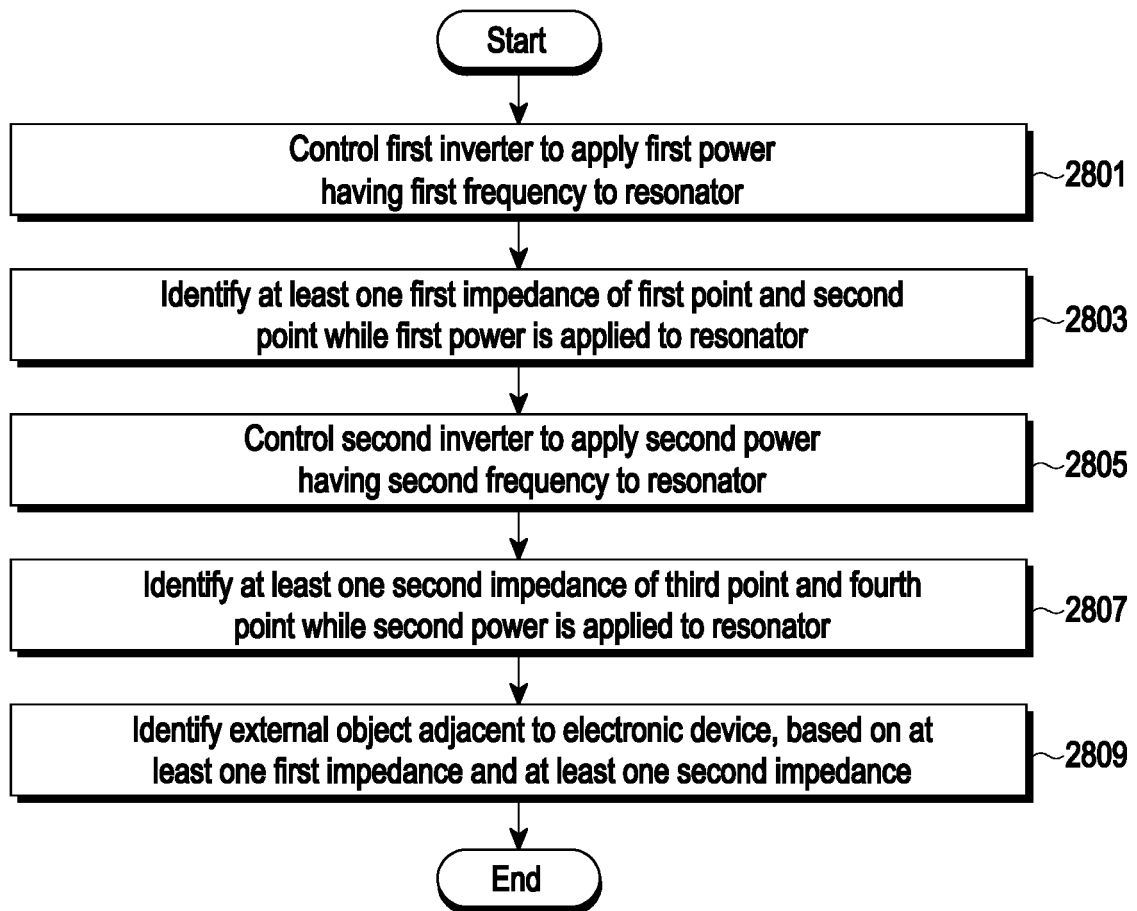 Start
Control first inverter to apply first power
having first frequency to resonator
2801
Identify at least one first impedance of first point and second
point while first power is applied to resonator
2803
Control second inverter to apply second power
having second frequency to resonator
2805
Identify at least one second impedance of third point and fourth
point while second power is applied to resonator
2807
Identify external object adjacent to electronic device, based on at
least one first impedance and at least one second impedance
2809
End